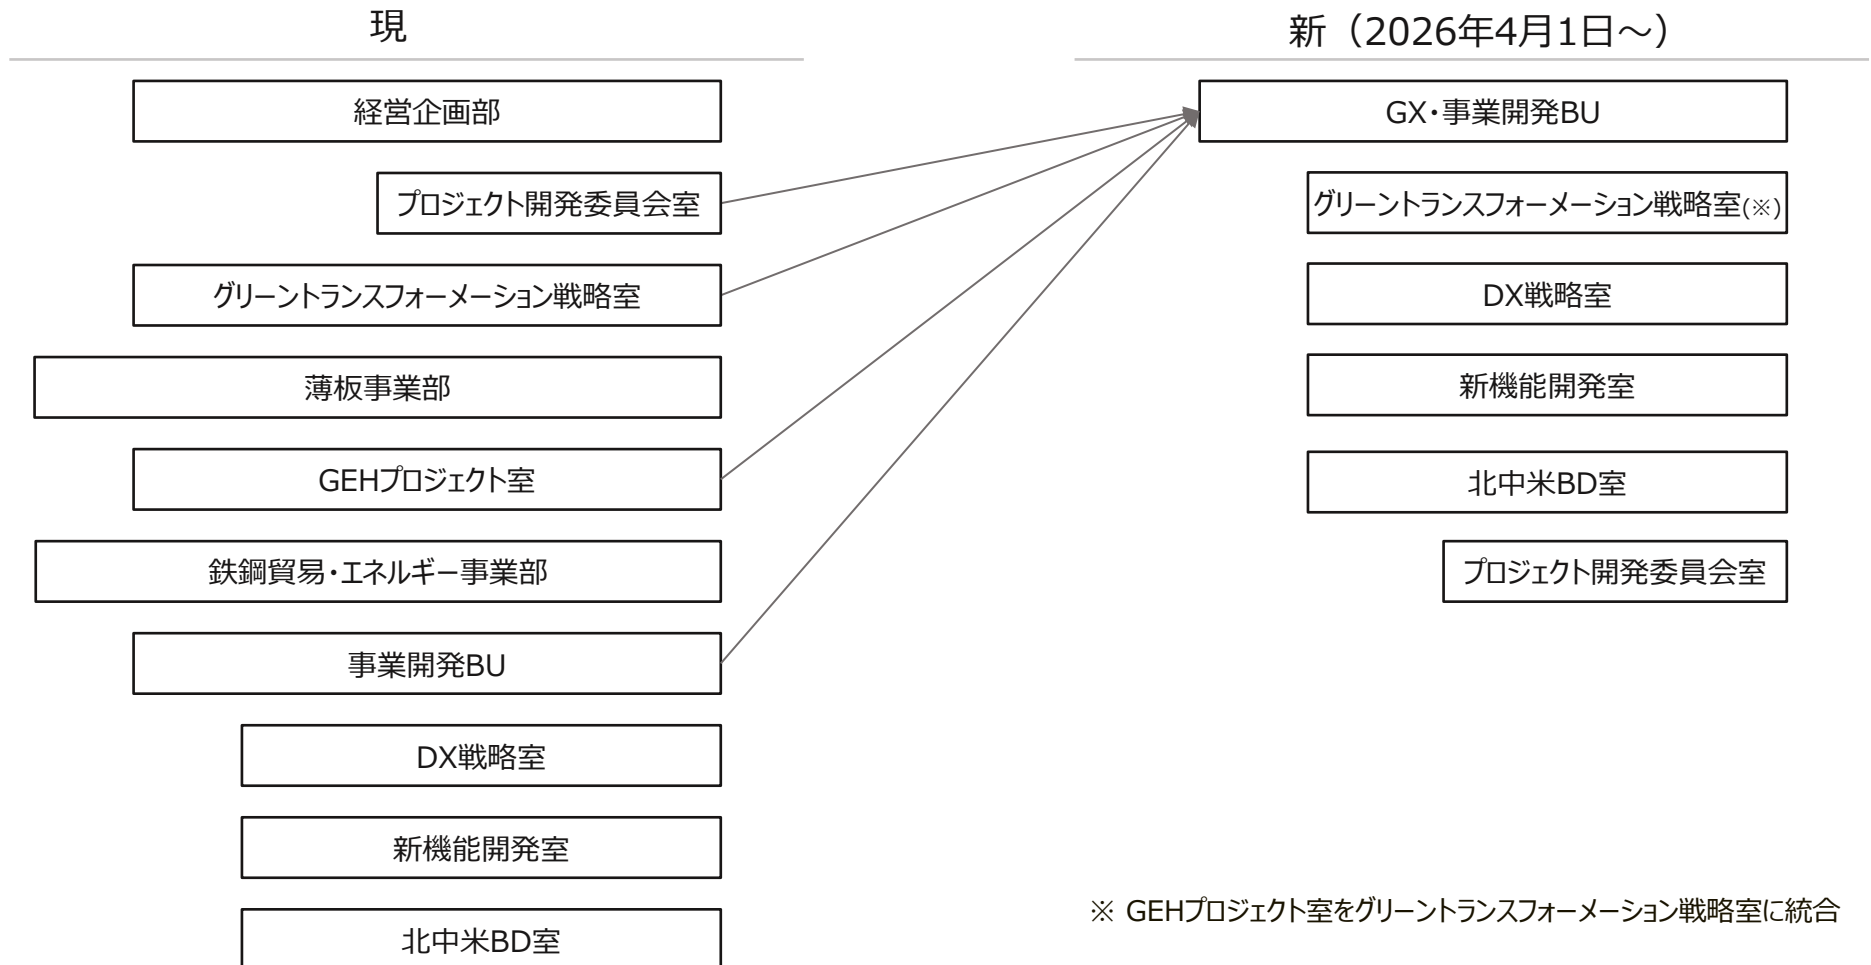 現
経営企画部
プロジェクト開発委員会室
グリーントランスフォーメーション戦略室
薄板事業部
GEHプロジェクト室
鉄鋼貿易・エネルギー事業部
事業開発BU
DX戦略室
新機能開発室
北中米BD室
新（2026年4月1日～）
GX・事業開発BU
グリーントランスフォーメーション戦略室(※)
DX戦略室
新機能開発室
北中米BD室
プロジェクト開発委員会室
※ GEHプロジェクト室をグリーントランスフォーメーション戦略室に統合